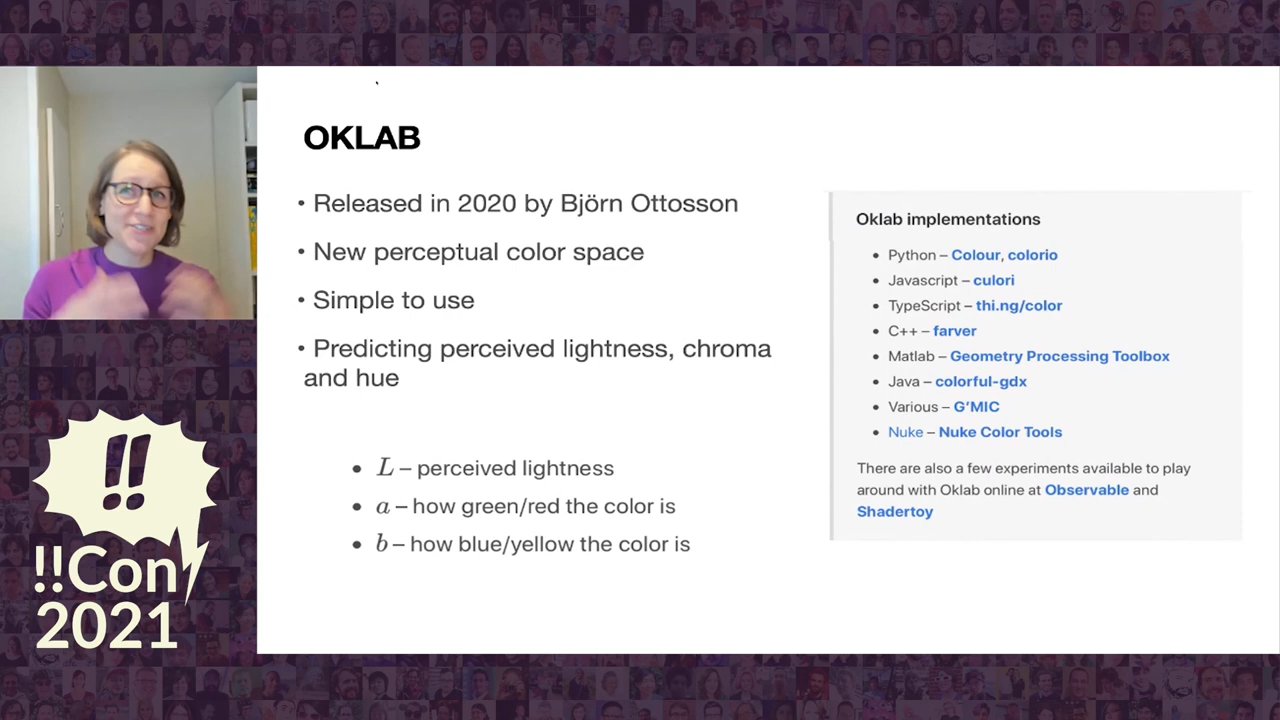 OKLAB
• Released in 2020 by Björn Ottosson
• New perceptual color space
• Simple to use
• Predicting perceived lightness, chroma
and hue
• L – perceived lightness
• a – how green/red the color is
• b – how blue/yellow the color is
Oklab implementations
• Python – Colour, colorio
• Javascript – culori
• TypeScript – thi.ng/color
• C++ – farver
• Matlab – Geometry Processing Toolbox
• Java – colorful-gdx
• Various – G’MIC
• Nuke – Nuke Color Tools
There are also a few experiments available to play
around with Oklab online at Observable and
Shadertoy
!!
!!Con
2021